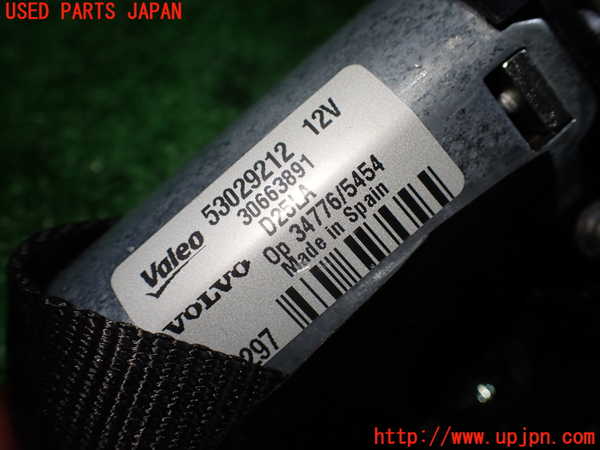 USED PARTS JAPAN
Valeo 53029212 12V
30663891
VOLVO D25LA
Op 34776/5454
Made in Spain
297
http://www.upjpn.com/